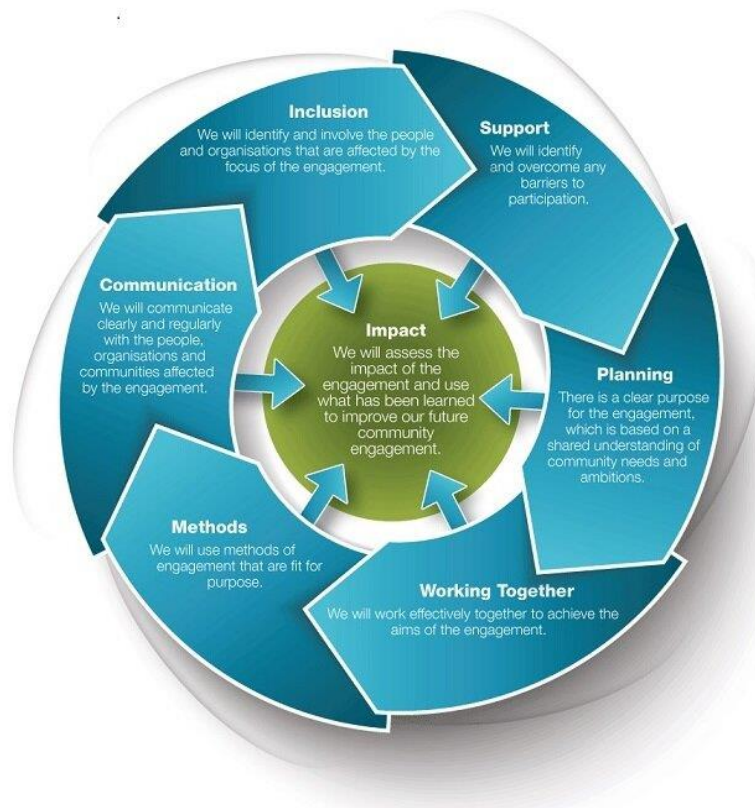 Inclusion
We will identify and involve the people
and organisations that are affected by the
focus of the engagement.
Support
We will identify
and overcome any
barriers to
participation.
Planning
There is a clear purpose
for the engagement,
which is based on a
shared understanding of
community needs and
ambitions.
Working Together
We will work effectively together to achieve the
aims of the engagement.
Methods
We will use methods of
engagement that are fit for
purpose.
Communication
We will communicate
clearly and regularly
with the people,
organisations and
communities affected
by the engagement.
Impact
We will assess the
impact of the
engagement and use
what has been learned
to improve our future
community
engagement.